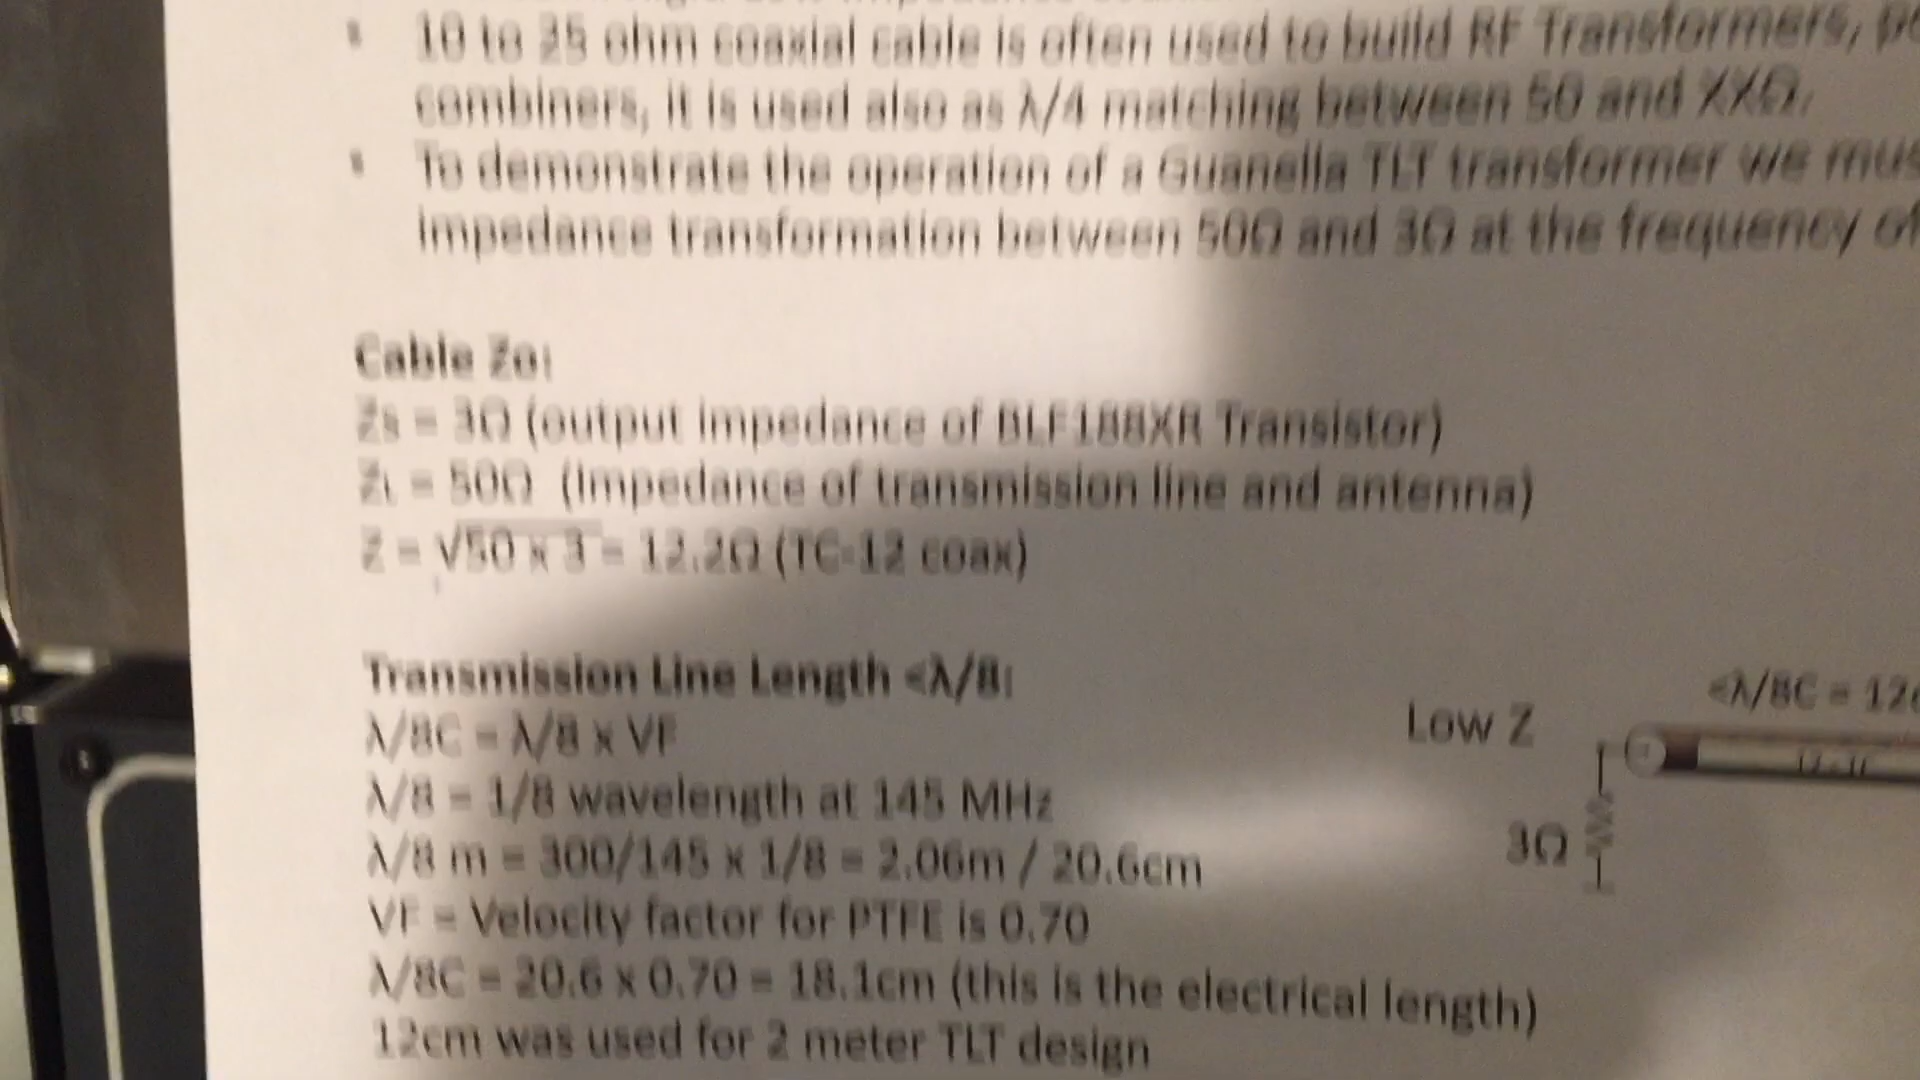 10 to 25 ohm coaxial cable is often used to build RF Transformers,
combiners, it is used also as λ/4 matching between 50 and XXΩ.
To demonstrate the operation of a Guanella TLT transformer we
impedance transformation between 50Ω and 3Ω at the frequency of
Cable Zo:
Zs = 3Ω (output impedance of BLF188XR Transistor)
ZL = 50Ω (Impedance of transmission line and antenna)
Z = √50 x 3 = 12.2Ω (TC-12 coax)
Transmission Line Length <λ/8:
λ/8C = λ/8 x VF
λ/8 = 1/8 wavelength at 145 MHz
λ/8 m = 300/145 x 1/8 = 2.06m / 20.6cm
VF = Velocity factor for PTFE is 0.70
λ/8C = 20.6 x 0.70 = 18.1cm (this is the electrical length)
12cm was used for 2 meter TLT design
<λ/8C = 12
Low Z
3Ω